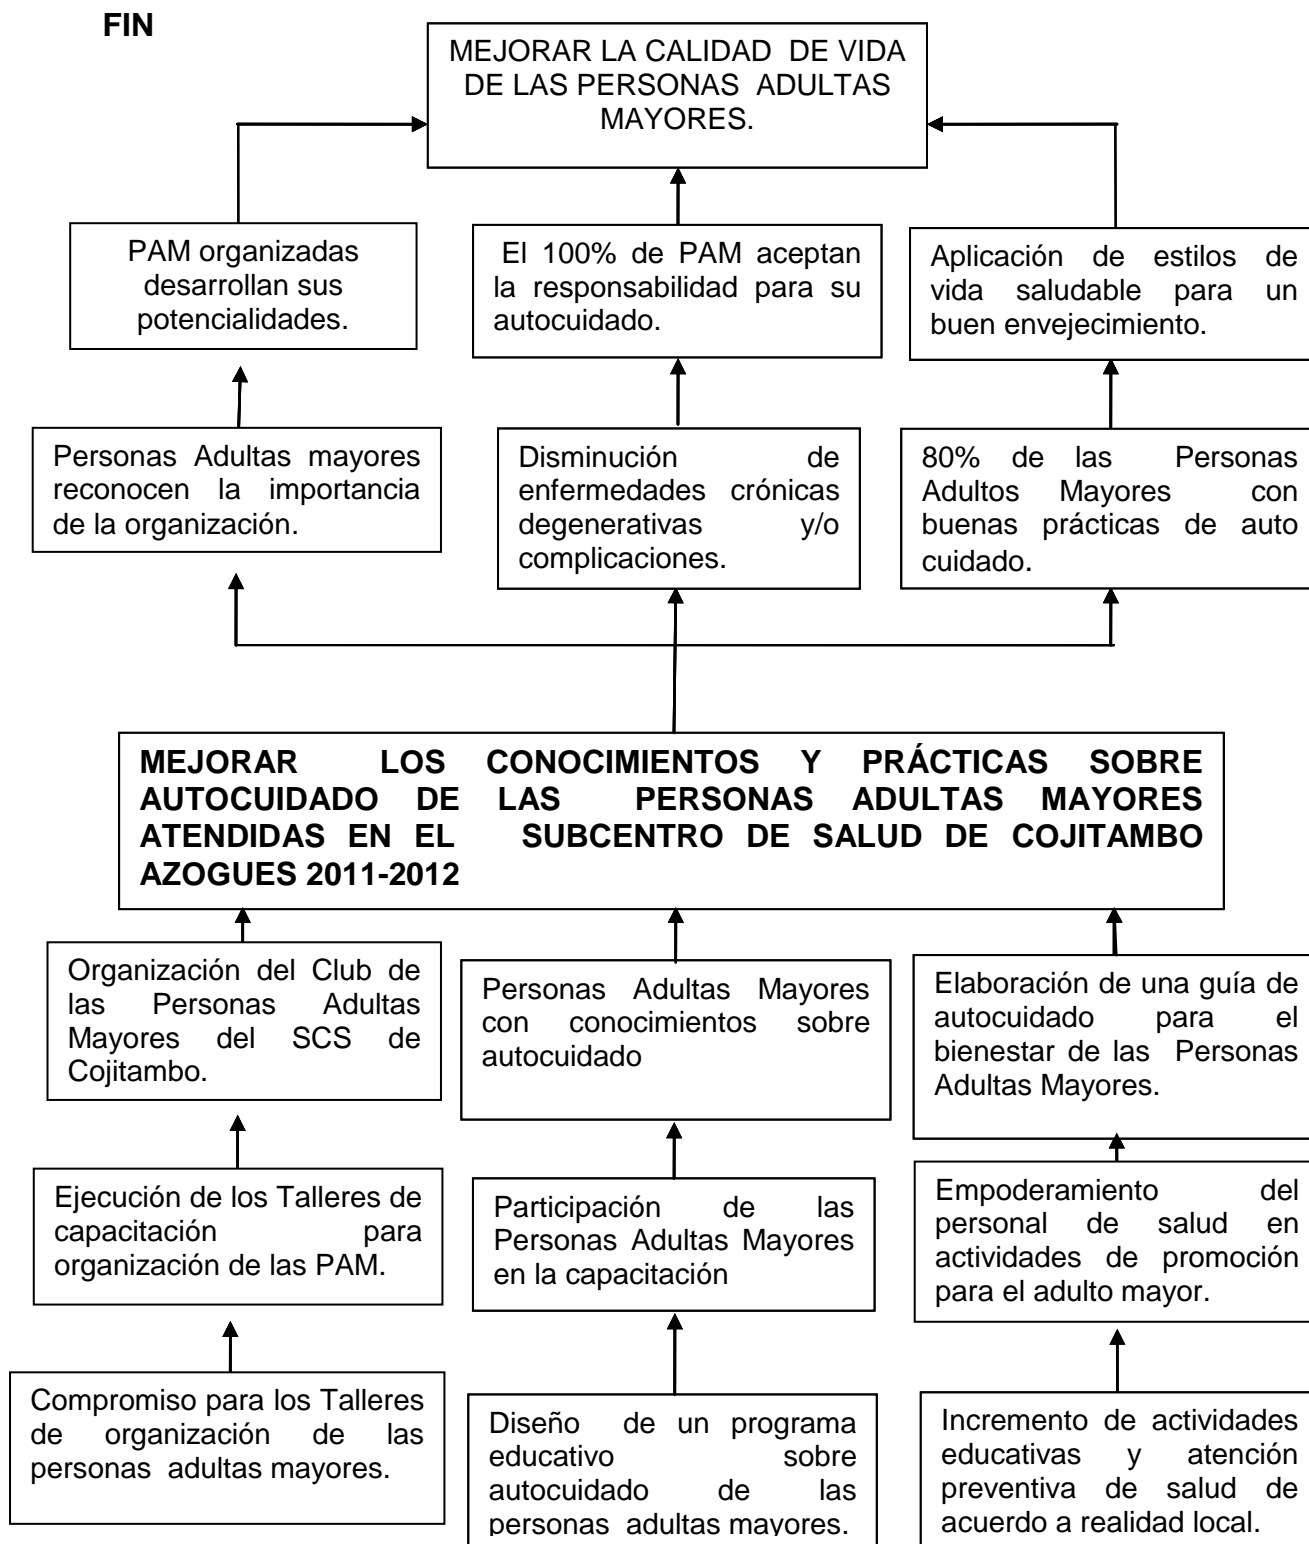 FIN
MEJORAR LA CALIDAD DE VIDA
DE LAS PERSONAS ADULTAS
MAYORES.
PAM organizadas
desarrollan sus
potencialidades.
El 100% de PAM aceptan
la responsabilidad para su
autocuidado.
Aplicación de estilos de
vida saludable para un
buen envejecimiento.
Personas Adultas mayores
reconocen la importancia
de la organización.
Disminución de
enfermedades crónicas
degenerativas y/o
complicaciones.
80% de las Personas
Adultos Mayores con
buenas prácticas de auto
cuidado.
MEJORAR LOS CONOCIMIENTOS Y PRÁCTICAS SOBRE
AUTOCUIDADO DE LAS PERSONAS ADULTAS MAYORES
ATENDIDAS EN EL SUBCENTRO DE SALUD DE COJITAMBO
AZOGUES 2011-2012
Organización del Club de
las Personas Adultas
Mayores del SCS de
Cojitambo.
Personas Adultas Mayores
con conocimientos sobre
autocuidado
Elaboración de una guía de
autocuidado para el
bienestar de las Personas
Adultas Mayores.
Ejecución de los Talleres de
capacitación para
organización de las PAM.
Participación de las
Personas Adultas Mayores
en la capacitación
Empoderamiento del
personal de salud en
actividades de promoción
para el adulto mayor.
Compromiso para los Talleres
de organización de las
personas adultas mayores.
Diseño de un programa
educativo sobre
autocuidado de las
personas adultas mayores.
Incremento de actividades
educativas y atención
preventiva de salud de
acuerdo a realidad local.